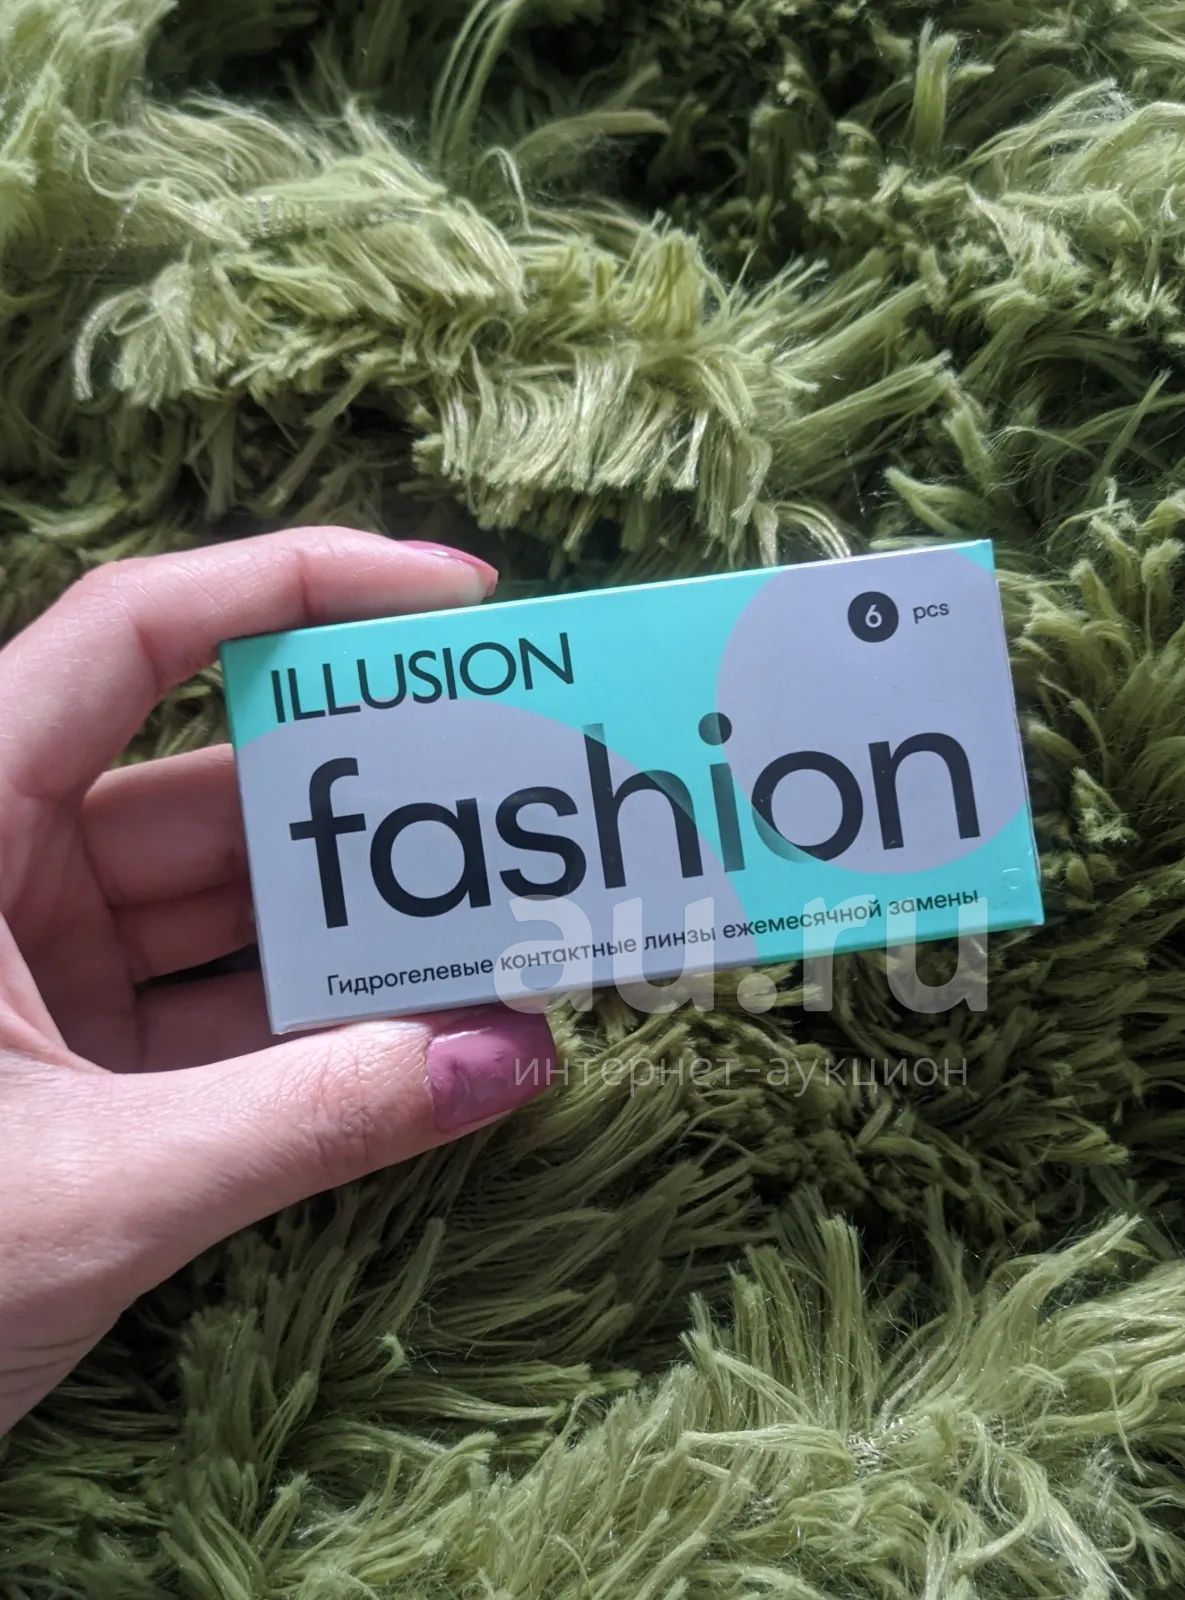 6 pcs
ILLUSION
fashion
Гидрогелевые контактные линзы ежемесячной замены
au.ru
интернет-аукцион